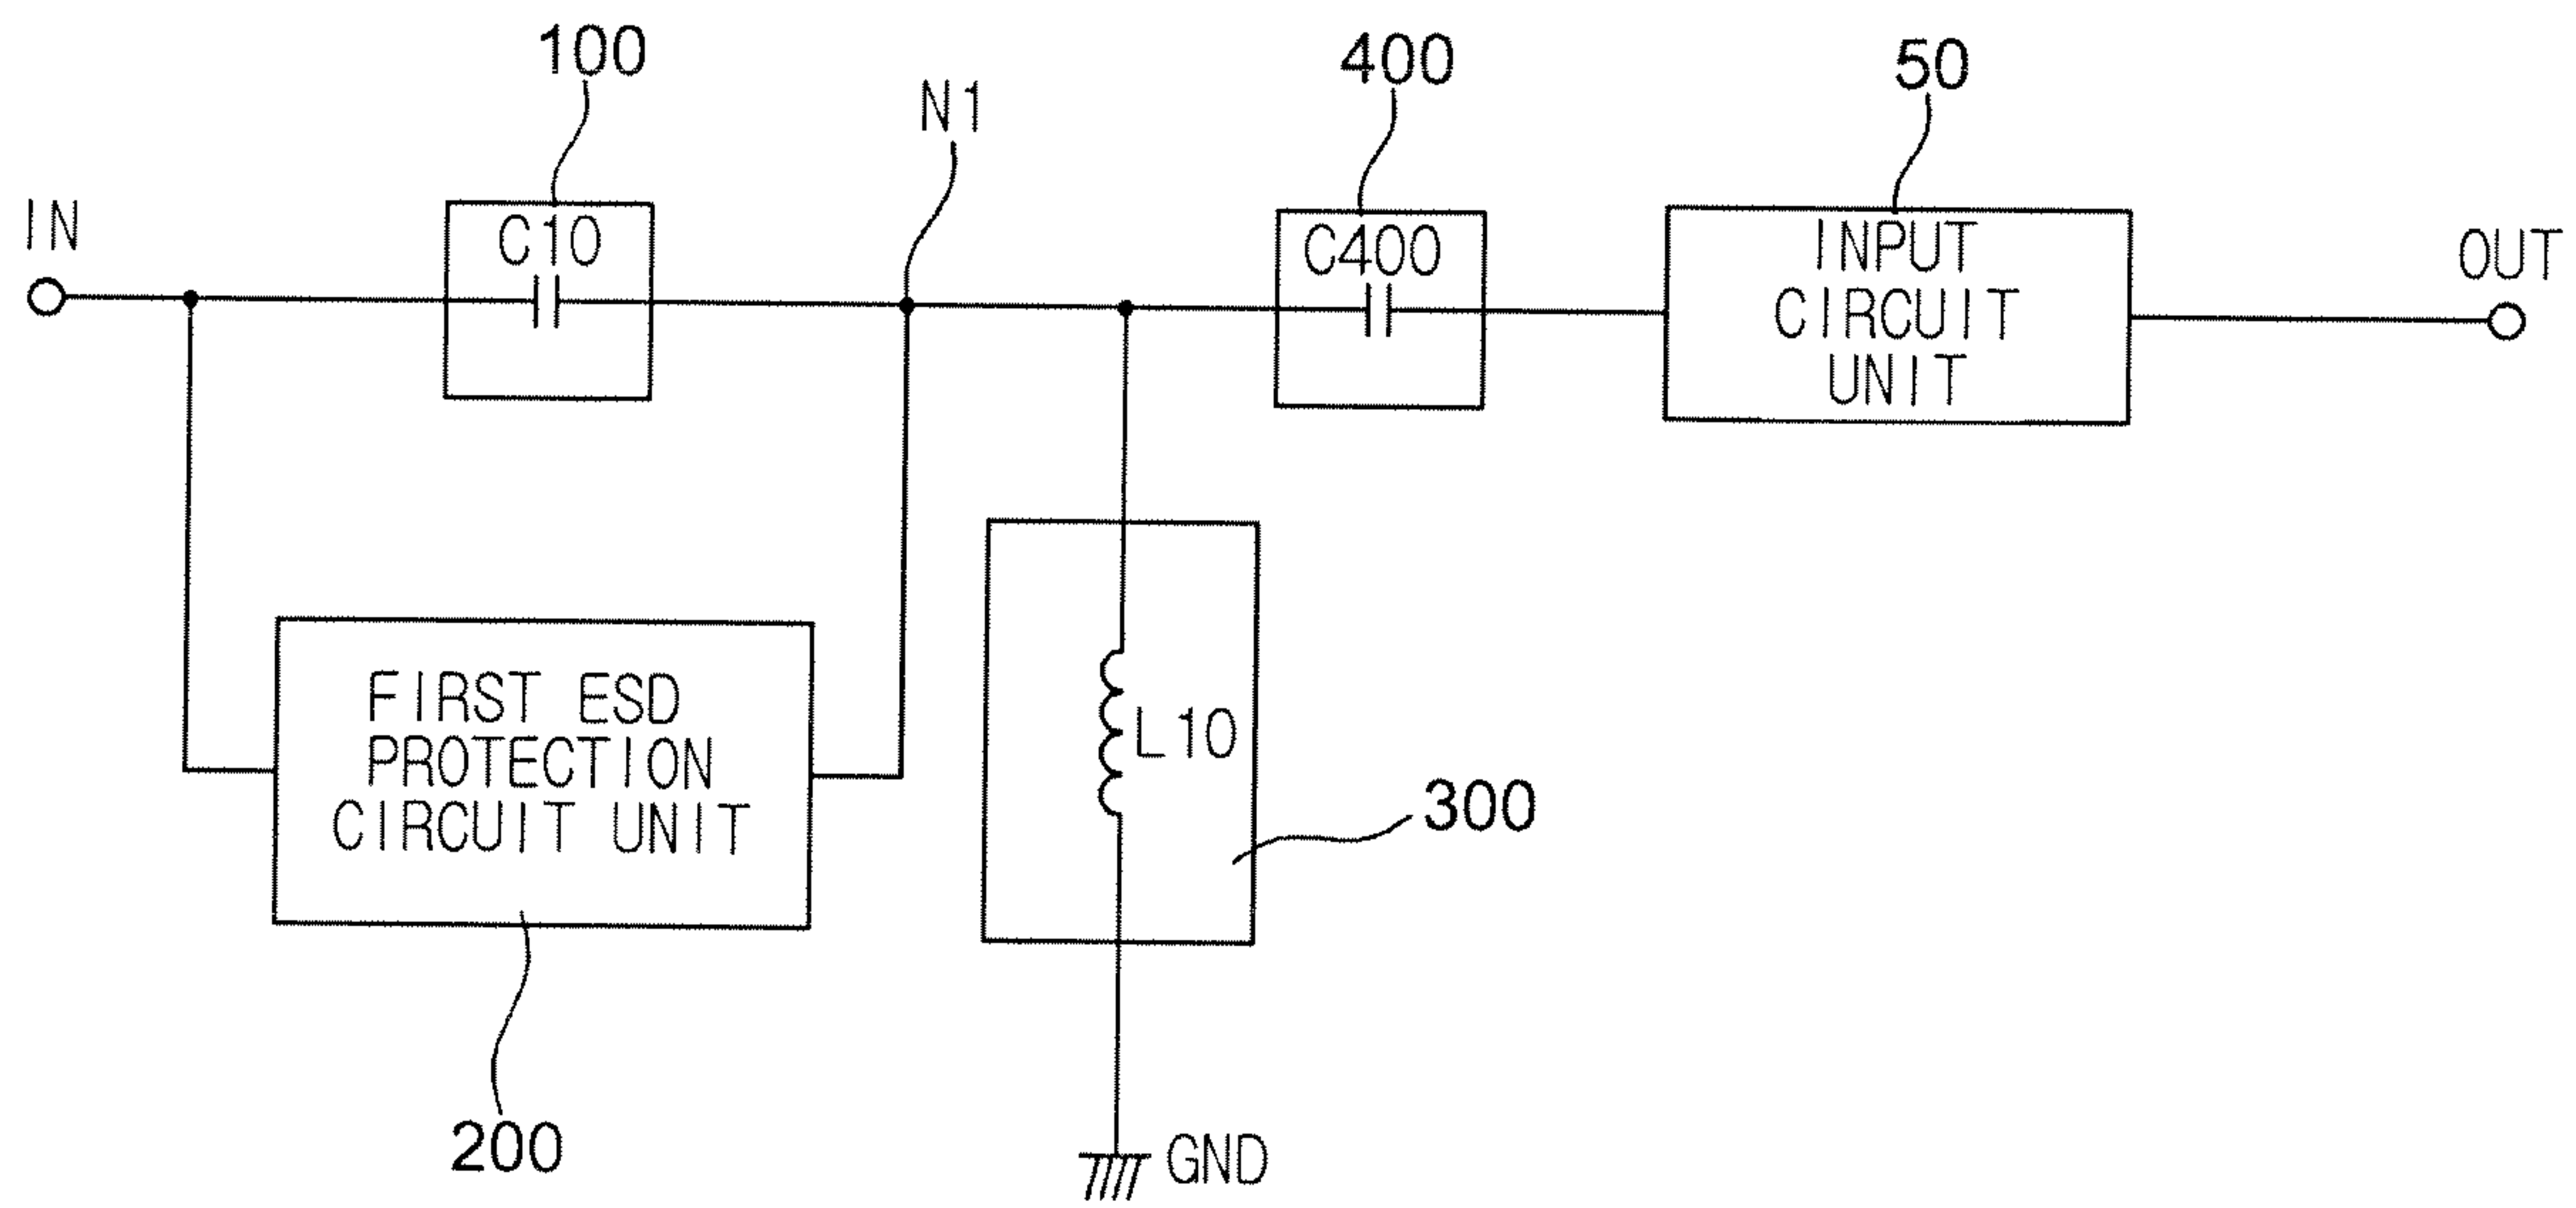 100
400
50
N1
IN
C10
C400
INPUT
CIRCUIT
UNIT
OUT
FIRST ESD
PROTECTION
CIRCUIT UNIT
L10
300
200
GND